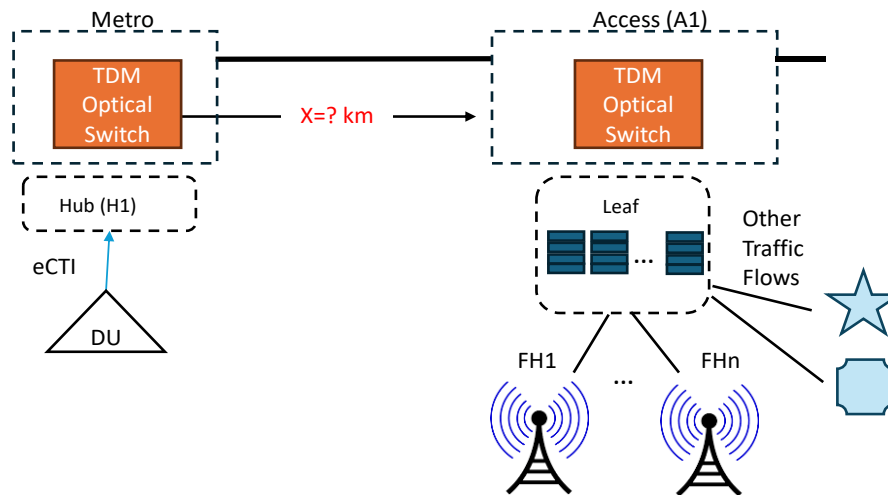 Metro
Access (A1)
TDM
Optical
Switch
X=? km
TDM
Optical
Switch
Hub (H1)
Leaf
...
Other
Traffic
Flows
eCTI
DU
FH1
...
FHn